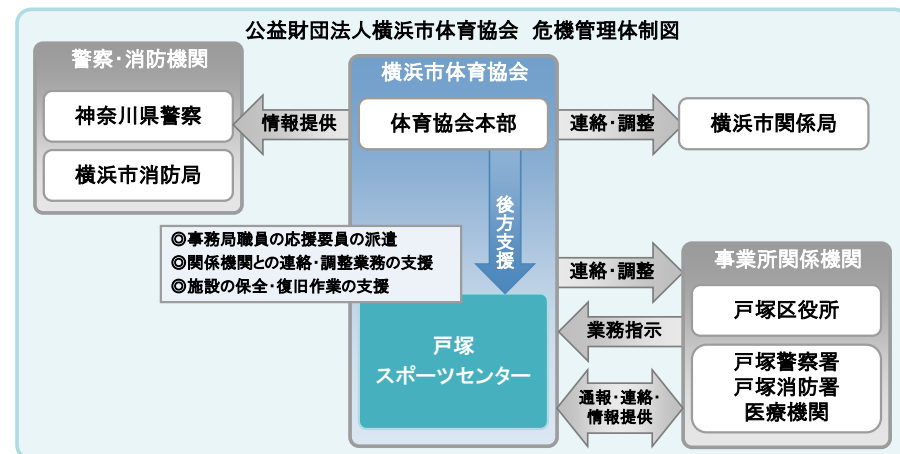 公益財団法人横浜市体育協会 危機管理体制図
警察・消防機関
神奈川県警察
横浜市消防局
情報提供
横浜市体育協会
体育協会本部
連絡・調整
横浜市関係局
後方支援
◎事務局職員の応援要員の派遣
◎関係機関との連絡・調整業務の支援
◎施設の保全・復旧作業の支援
戸塚
スポーツセンター
連絡・調整
業務指示
通報・連絡・
情報提供
事業所関係機関
戸塚区役所
戸塚警察署
戸塚消防署
医療機関